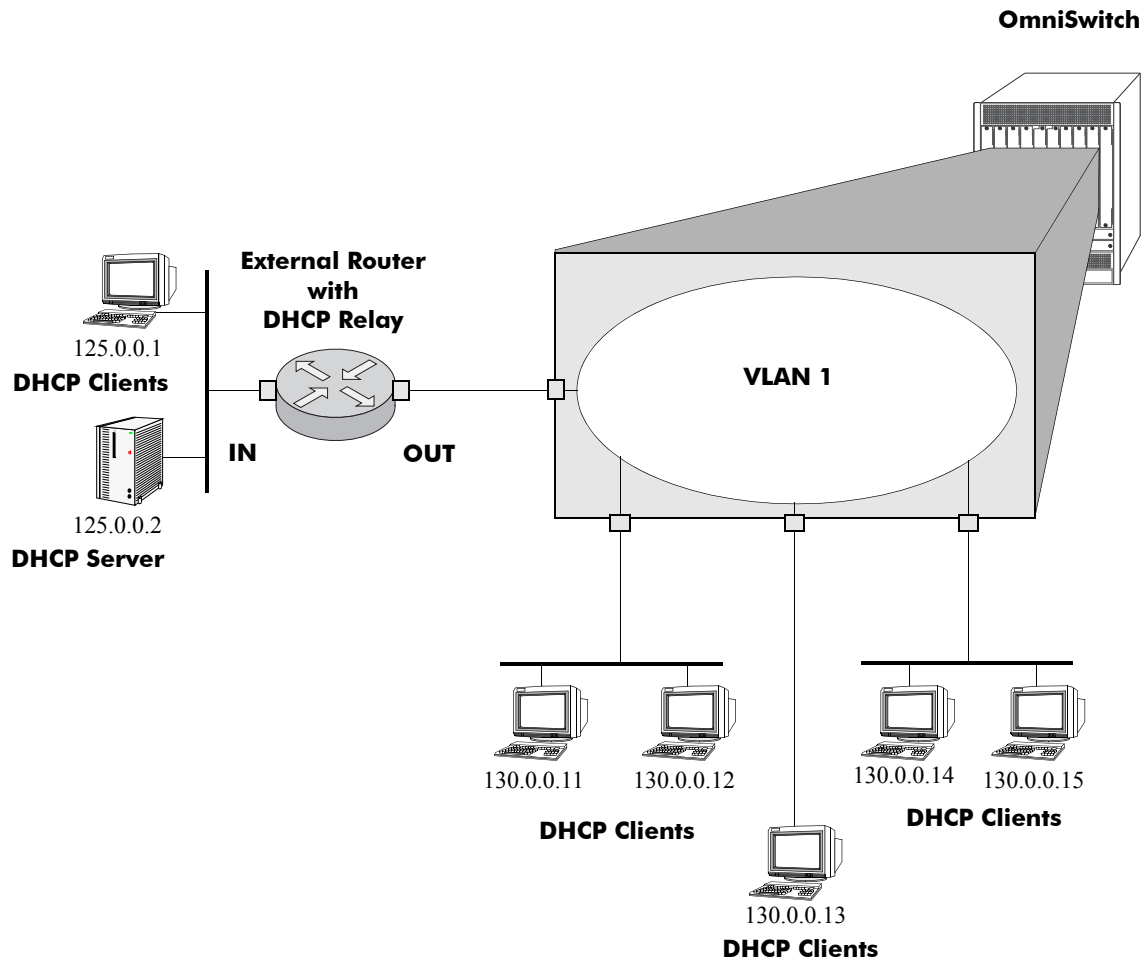 OmniSwitch
External Router
with
DHCP Relay
125.0.0.1
DHCP Clients
VLAN 1
IN
OUT
125.0.0.2
DHCP Server
130.0.0.11
130.0.0.12
DHCP Clients
130.0.0.14
130.0.0.15
DHCP Clients
130.0.0.13
DHCP Clients